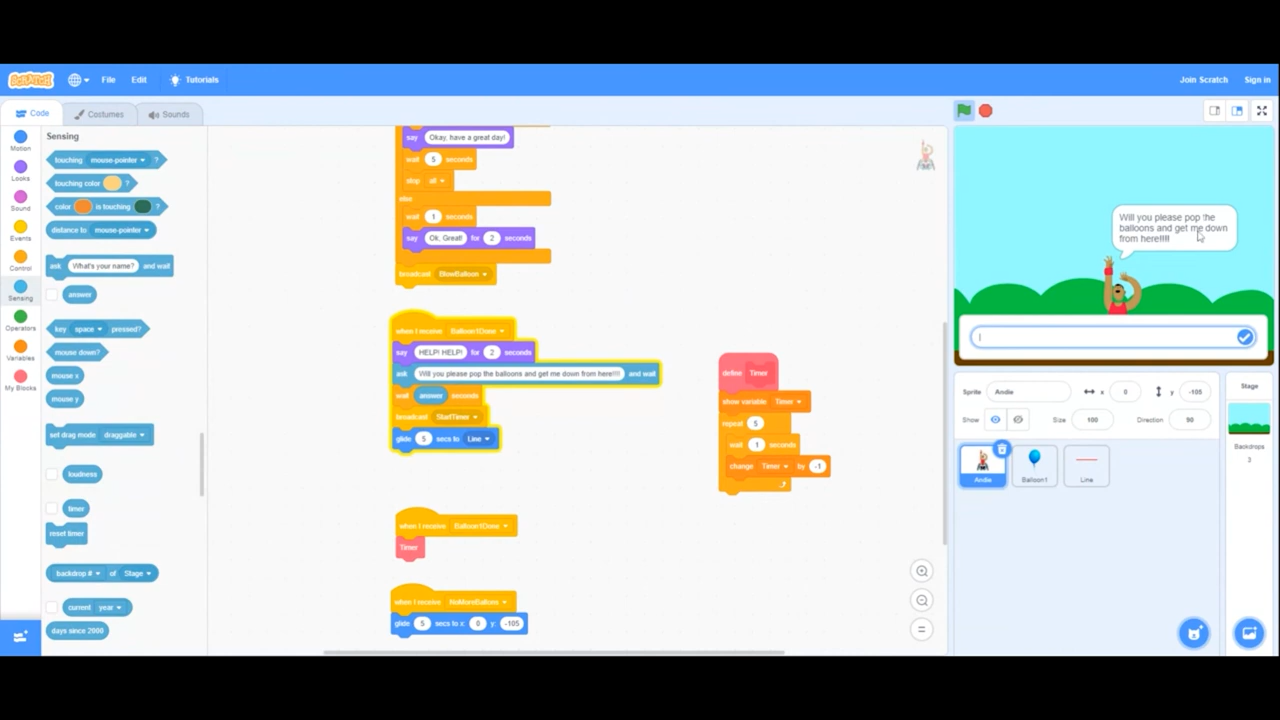 SCRATCH
File
Edit
Tutorials
Join Scratch
Sign in
Code
Costumes
Sounds
Motion
Looks
Sound
Events
Control
Sensing
Operators
Variables
My Blocks
Sensing
touching mouse-pointer ?
touching color ?
color is touching ?
distance to mouse-pointer
ask What's your name? and wait
answer
key space pressed?
mouse down?
mouse x
mouse y
set drag mode draggable
loudness
timer
reset timer
backdrop # of Stage
current year
days since 2000
say Okay, have a great day!
wait 5 seconds
stop all
else
wait 1 seconds
say Ok, Great! for 2 seconds
broadcast BlowBalloon
when I receive Balloon1Done
say HELP! HELP! for 2 seconds
ask Will you please pop the balloons and get me down from here!!!! and wait
wait answer seconds
broadcast StartTimer
glide 5 secs to Line
when I receive Balloon1Done
Timer
when I receive NoMoreBallons
glide 5 secs to x: 0 y: -105
define Timer
show variable Timer
repeat 5
wait 1 seconds
change Timer by -1
Will you please pop the
balloons and get me down
from here!!!!!
Sprite Andie x 0 y -105
Show Size 100 Direction 90
Andie
Balloon1
Line
Stage
Backdrops
3